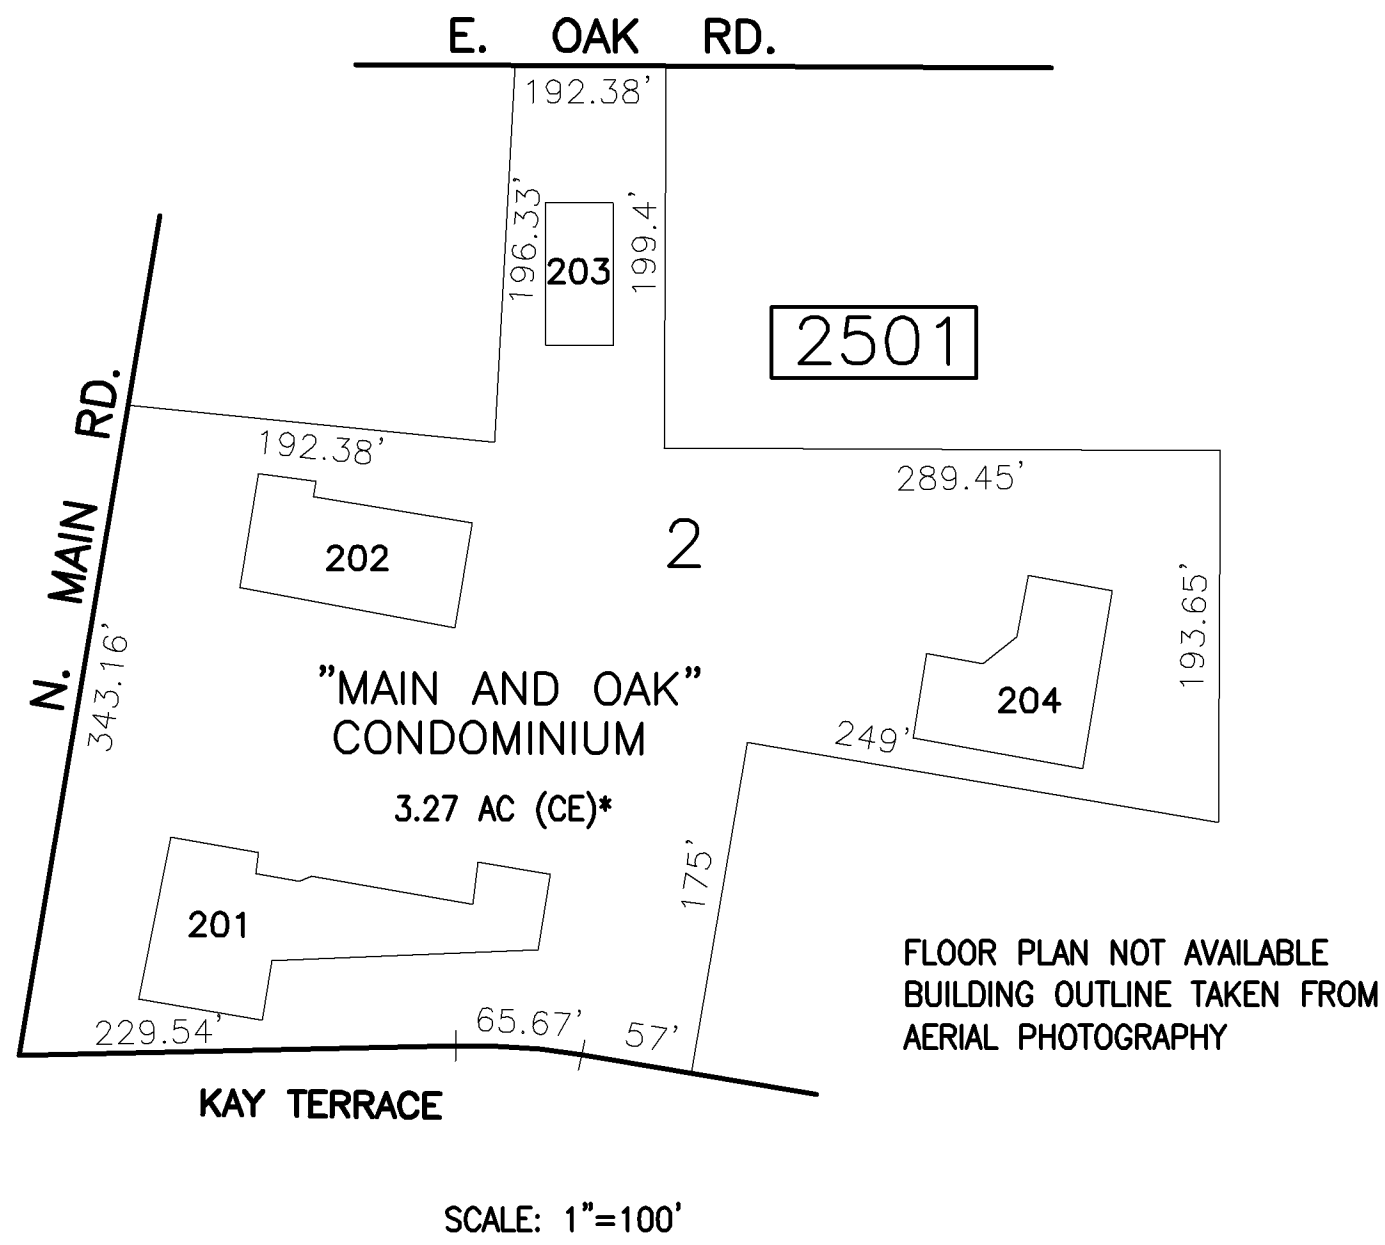 E. OAK RD.
192.38'
196.33'
203
199.4'
2501
N. MAIN RD.
192.38'
289.45'
202
2
193.65'
343.16'
204
"MAIN AND OAK"
CONDOMINIUM
249'
3.27 AC (CE)*
175'
201
FLOOR PLAN NOT AVAILABLE
BUILDING OUTLINE TAKEN FROM
AERIAL PHOTOGRAPHY
229.54'
65.67'
57'
KAY TERRACE
SCALE: 1"=100'